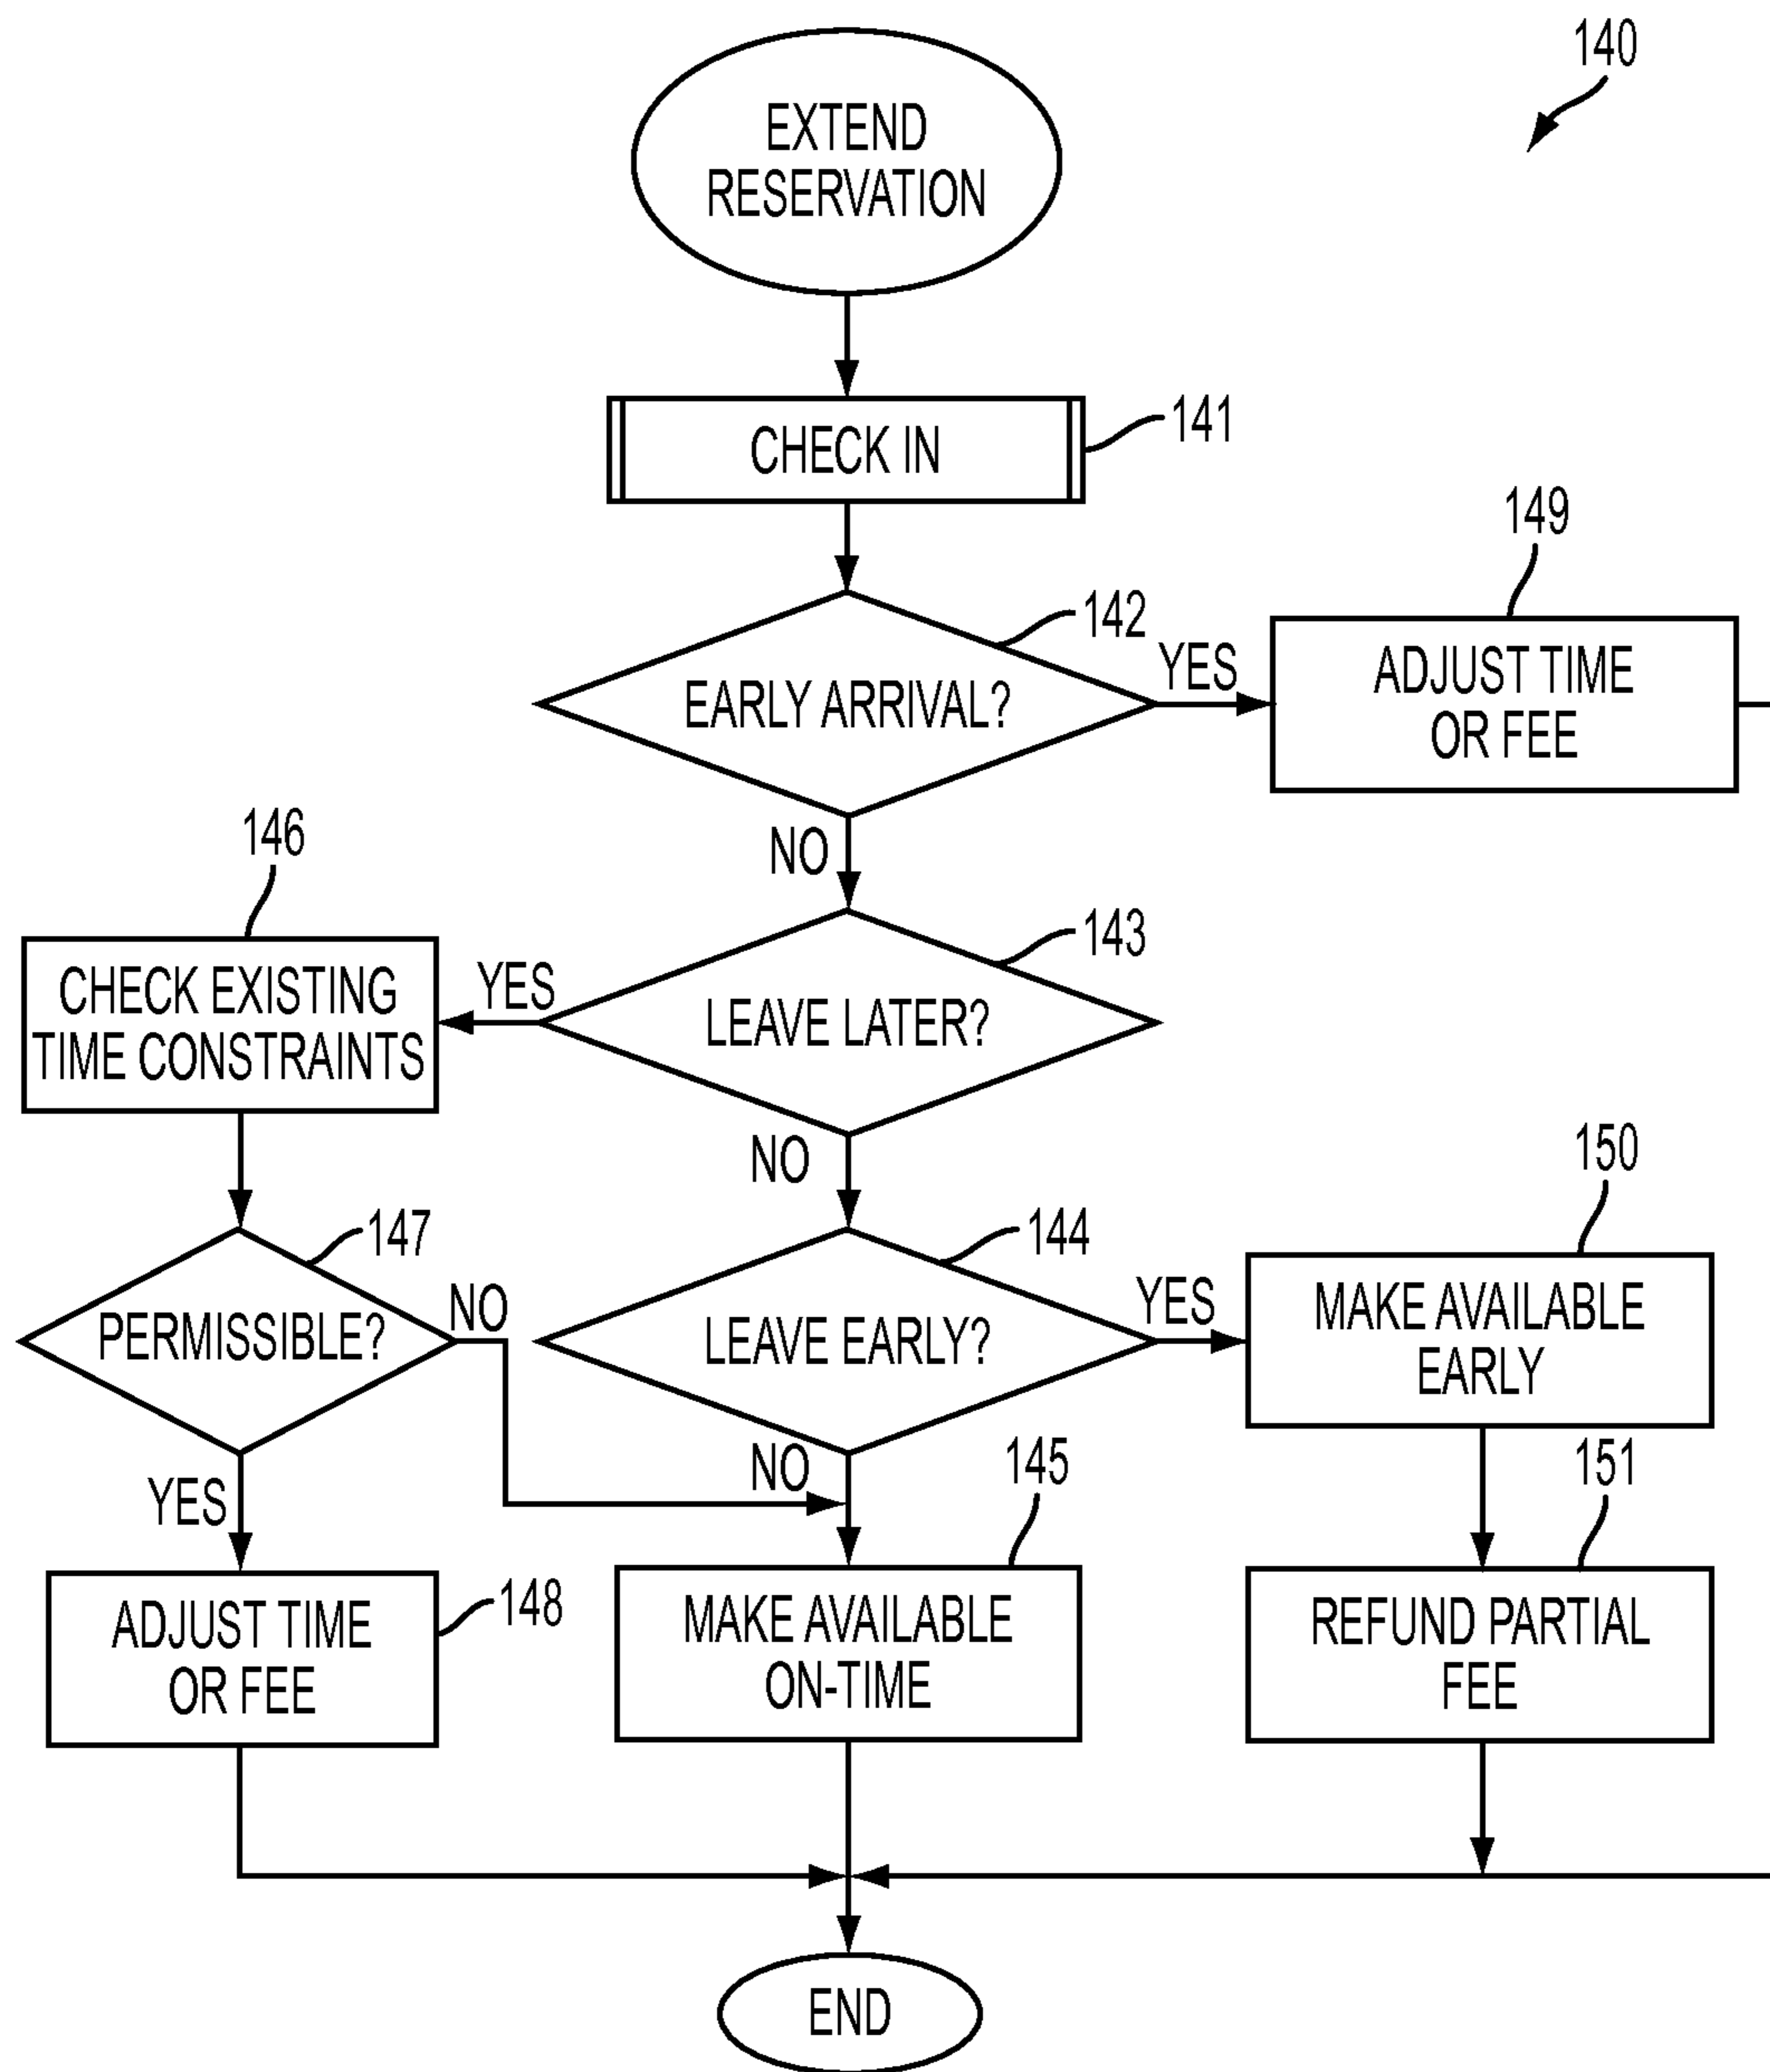 140
EXTEND
RESERVATION
CHECK IN
141
142
EARLY ARRIVAL?
YES
149
ADJUST TIME
OR FEE
NO
143
LEAVE LATER?
YES
146
CHECK EXISTING
TIME CONSTRAINTS
NO
147
PERMISSIBLE?
NO
144
LEAVE EARLY?
YES
150
MAKE AVAILABLE
EARLY
YES
NO
148
ADJUST TIME
OR FEE
145
MAKE AVAILABLE
ON-TIME
151
REFUND PARTIAL
FEE
END